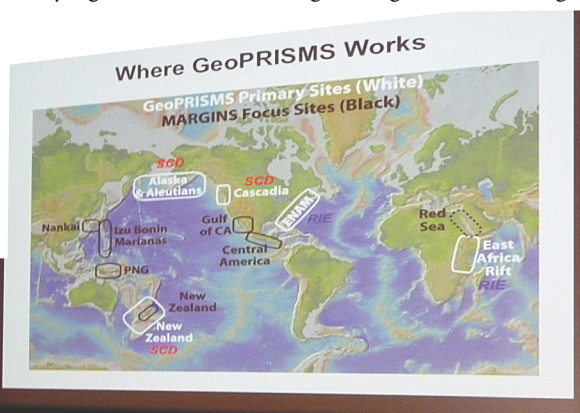 Where GeoPRISMS Works
GeoPRISMS Primary Sites (White)
MARGINS Focus Sites (Black)
SCD
Alaska
& Aleutians
SCD
Cascadia
ENAM
RIE
Nankai
Izu Bonin
Marianas
Gulf
of CA
Central
America
Red
Sea
East
Africa
Rift
RIE
PNG
New
Zealand
New
Zealand
SCD